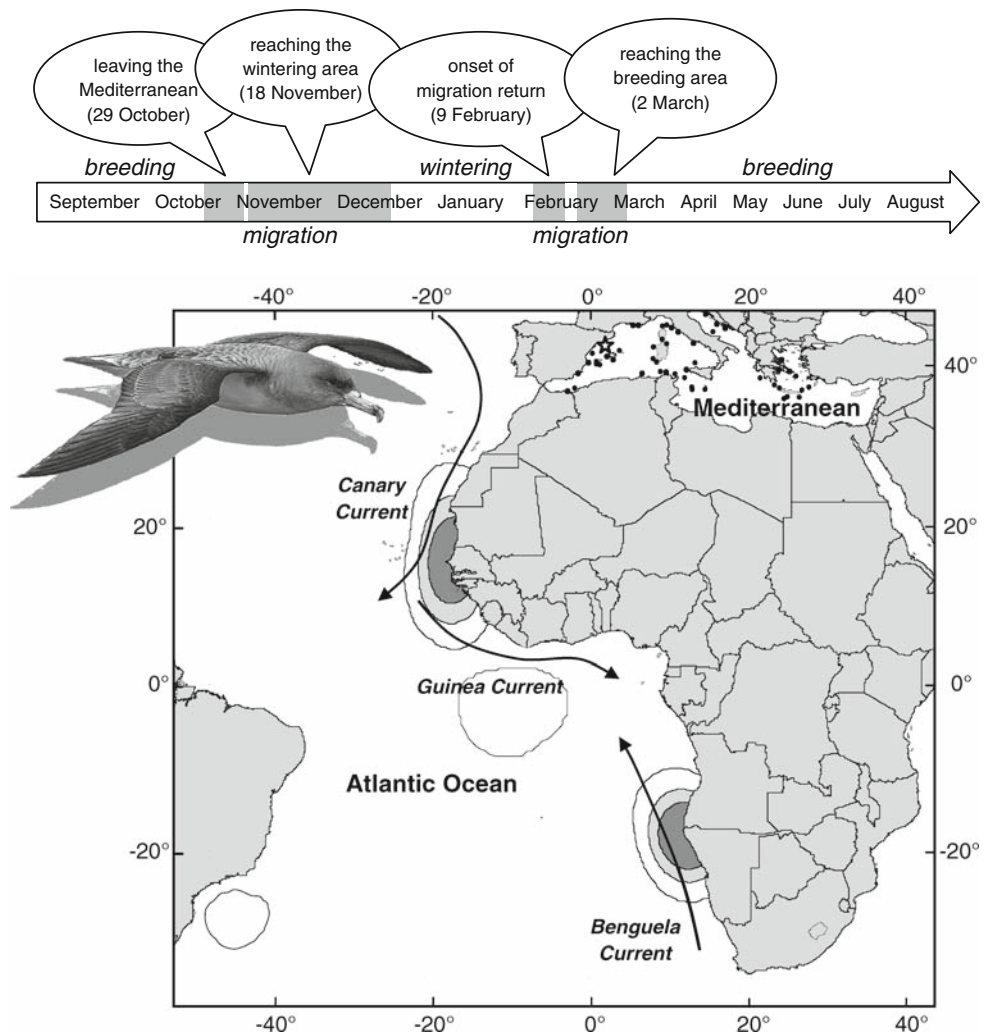 leaving the
Mediterranean
(29 October)
reaching the
wintering area
(18 November)
onset of
migration return
(9 February)
reaching the
breeding area
(2 March)
breeding
wintering
breeding
September October November December January February March April May June July August
migration
migration
-40° -20° 0° 20° 40°
40°
40°
Mediterranean
Canary
Current
20°
20°
Guinea Current
0°
0°
Atlantic Ocean
-20°
-20°
Benguela
Current
-40° -20° 0° 20° 40°